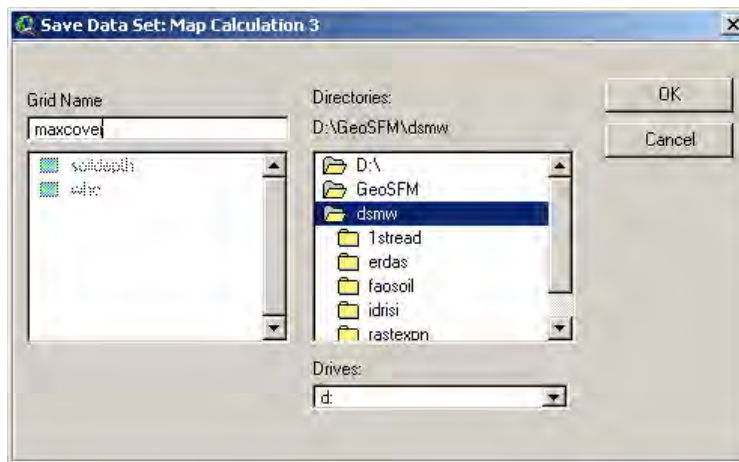 Save Data Set: Map Calculation 3
Grid Name
maxcover
soildepth
whc
Directories:
D:\GeoSFM\dsmw
D:\
GeoSFM
dsmw
1stread
erdas
faosoil
idrisi
rastexpn
Drives:
d:
OK
Cancel